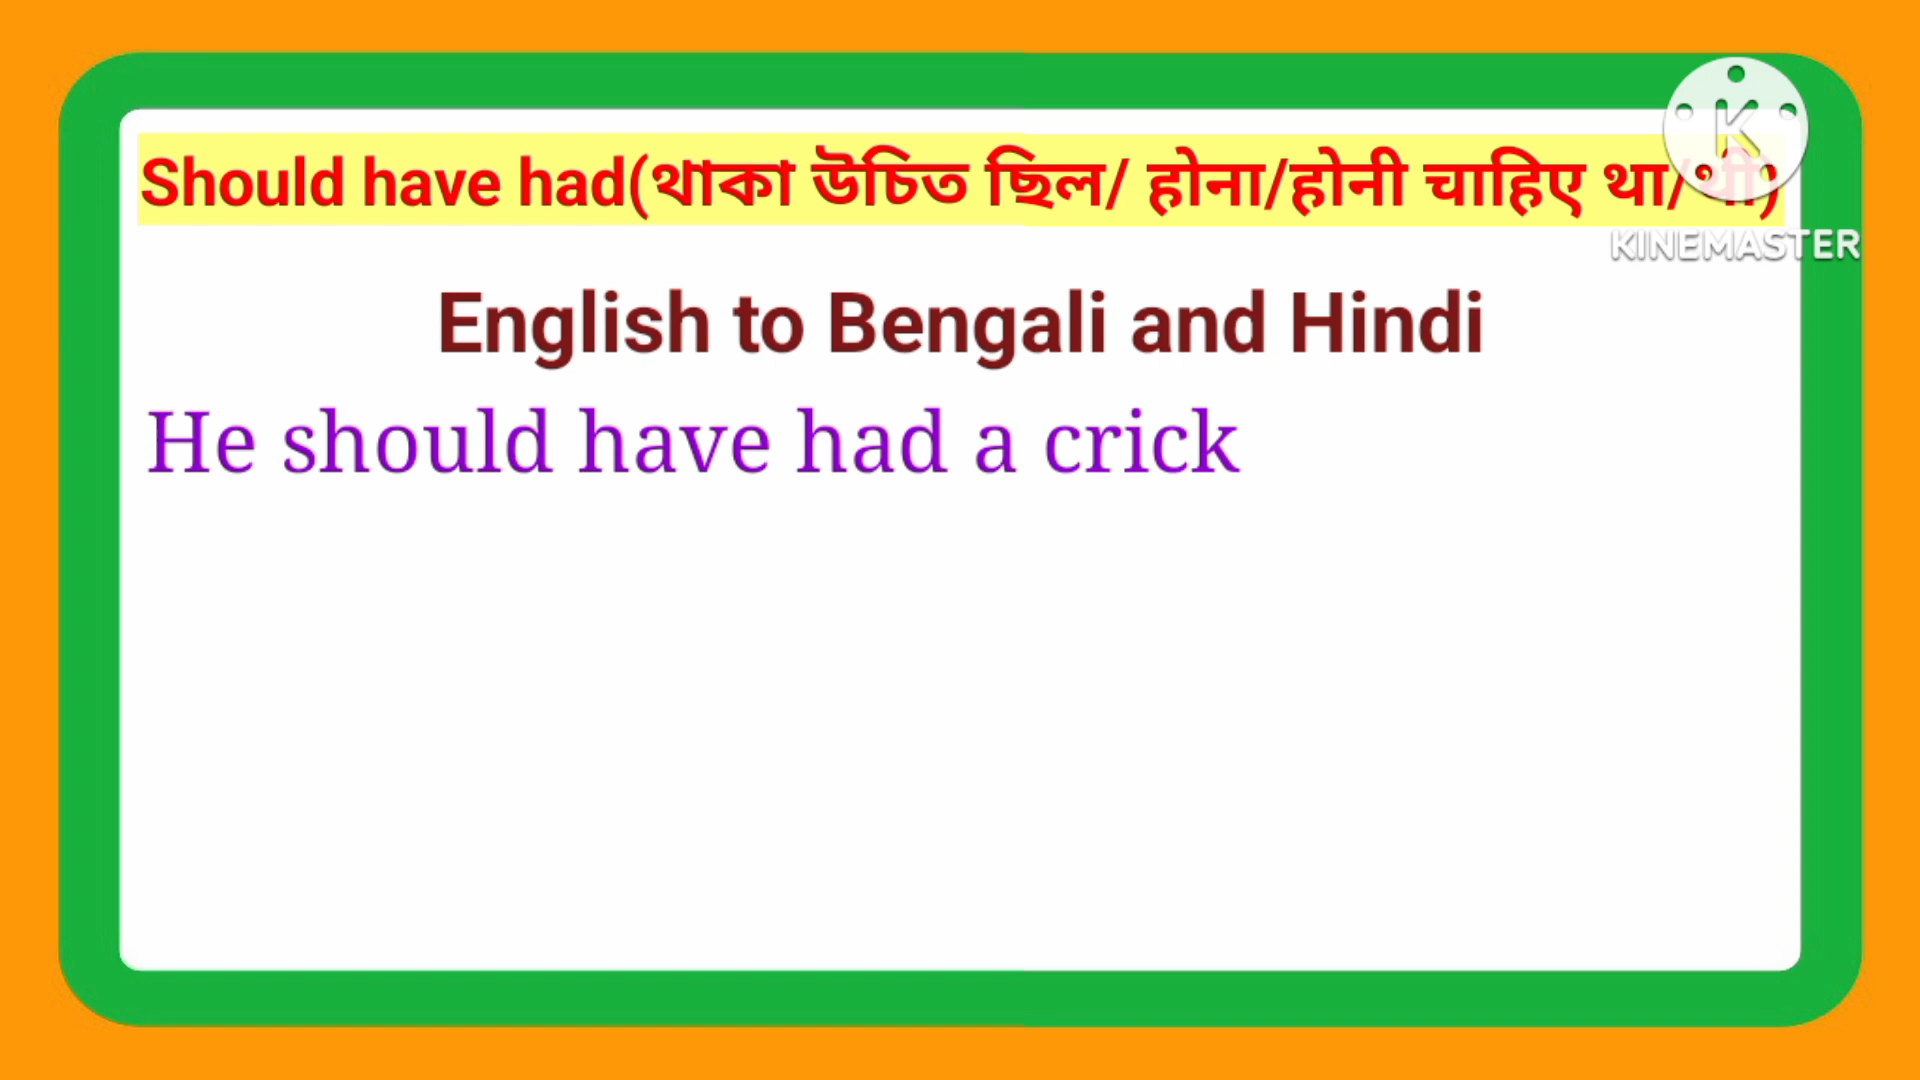 Should have had(থাকা উচিত ছিল/ होना/होनी चाहिए था/थी)
KINEMASTER
English to Bengali and Hindi
He should have had a crick